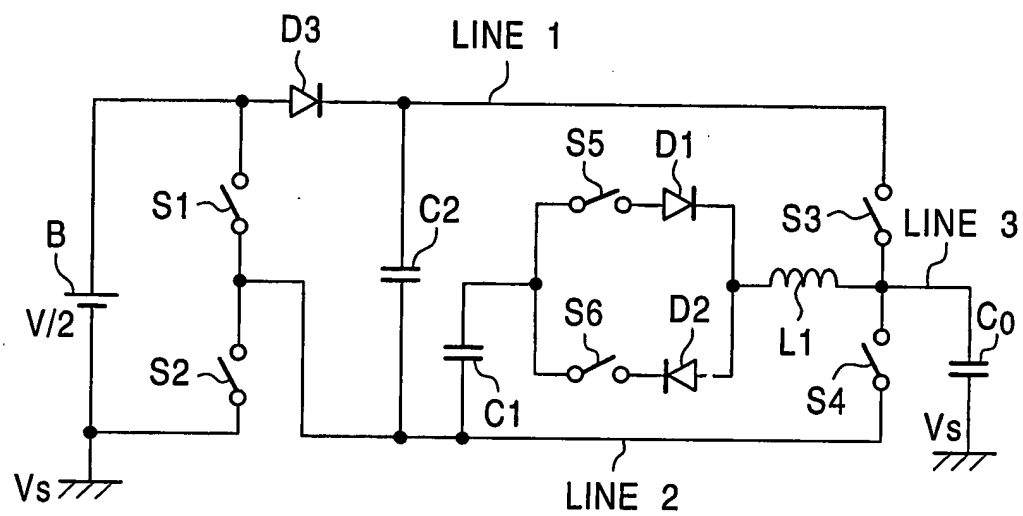 D3
LINE 1
S5
D1
S1
C2
S3
LINE 3
B
V/2
S6
D2
L1
C0
S2
C1
S4
Vs
Vs
LINE 2